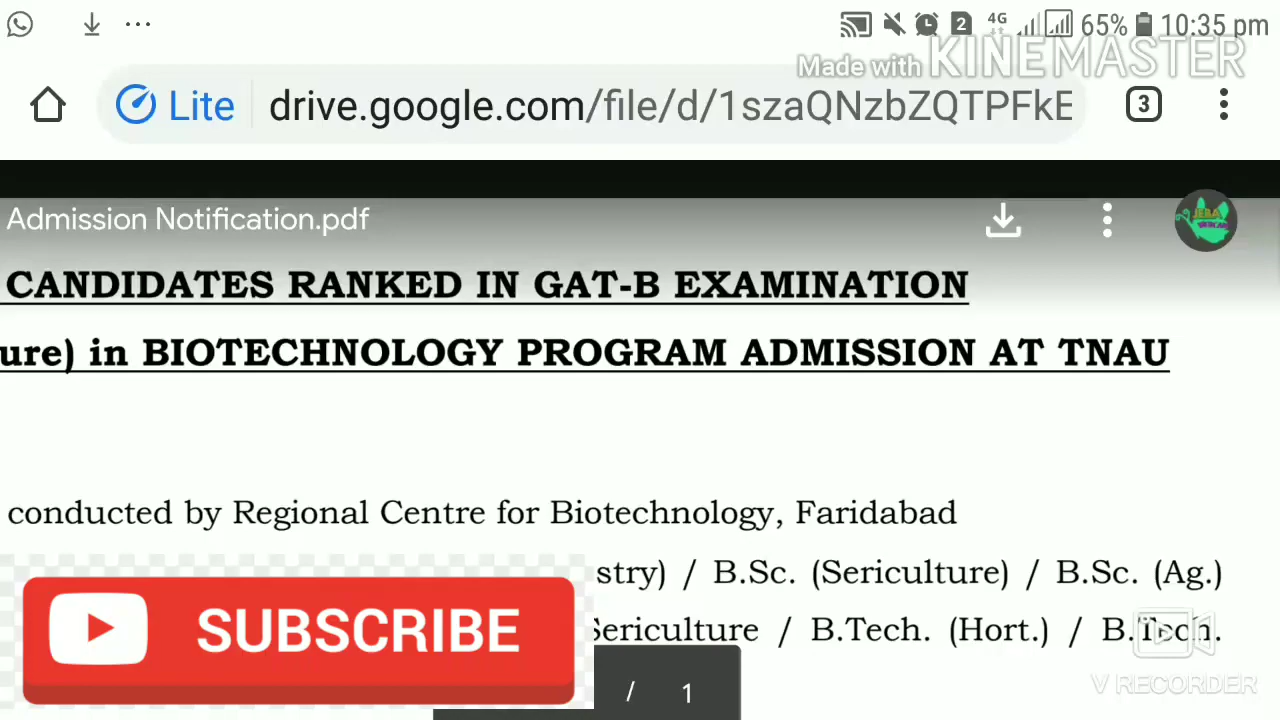 2 4G 65% 10:35 pm
Made with KINEMASTER
Lite drive.google.com/file/d/1szaQNzbZQTPFkE 3
Admission Notification.pdf
CANDIDATES RANKED IN GAT-B EXAMINATION
ure) in BIOTECHNOLOGY PROGRAM ADMISSION AT TNAU
conducted by Regional Centre for Biotechnology, Faridabad
stry) / B.Sc. (Sericulture) / B.Sc. (Ag.)
Sericulture / B.Tech. (Hort.) / B.Tech.
SUBSCRIBE
/ 1
V RECORDER